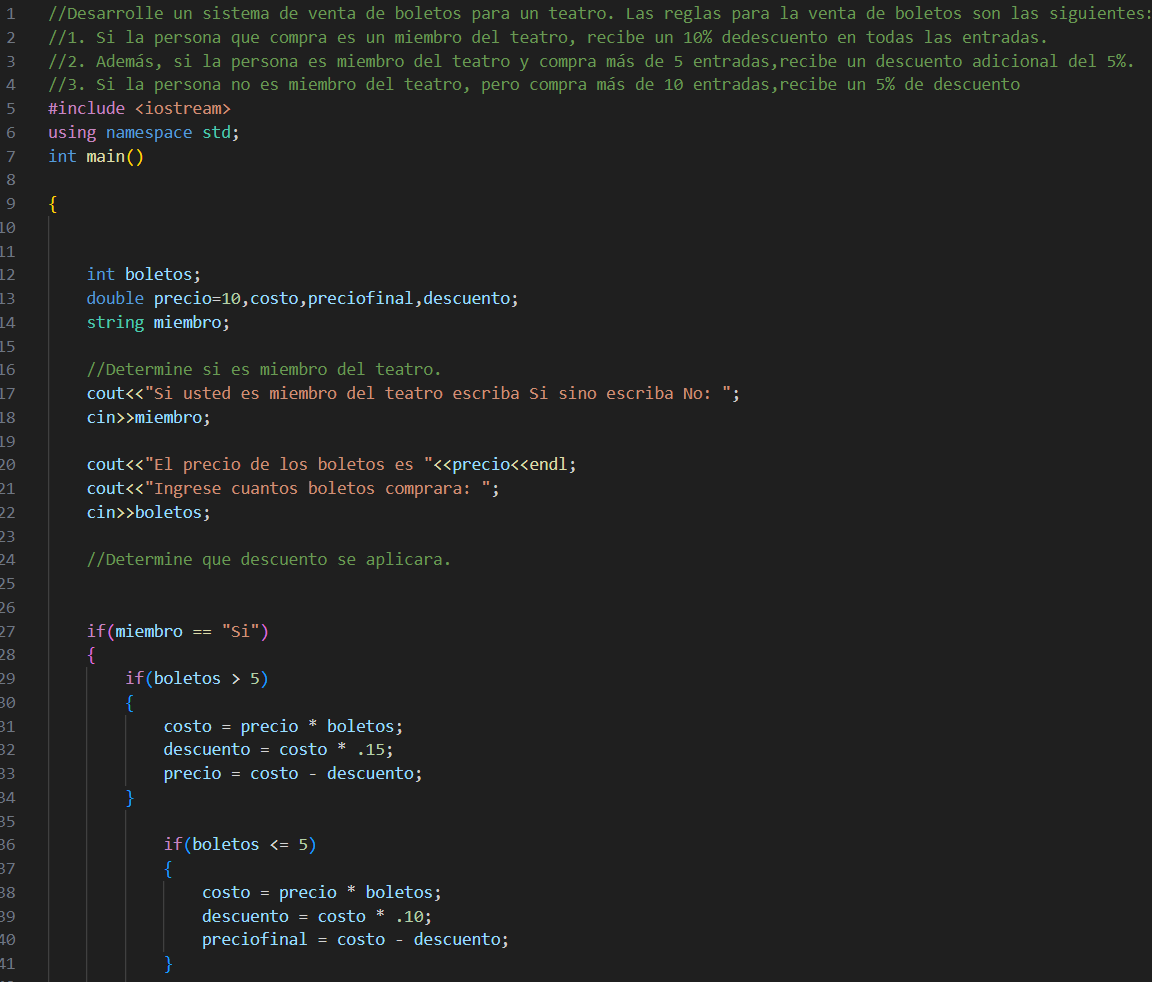 1 //Desarrolle un sistema de venta de boletos para un teatro. Las reglas para la venta de boletos son las siguientes:
2 //1. Si la persona que compra es un miembro del teatro, recibe un 10% dedescuento en todas las entradas.
3 //2. Además, si la persona es miembro del teatro y compra más de 5 entradas,recibe un descuento adicional del 5%.
4 //3. Si la persona no es miembro del teatro, pero compra más de 10 entradas,recibe un 5% de descuento
5 #include <iostream>
6 using namespace std;
7 int main()
8
9 {
10
11
12 int boletos;
13 double precio=10,costo,preciofinal,descuento;
14 string miembro;
15
16 //Determine si es miembro del teatro.
17 cout<<"Si usted es miembro del teatro escriba Si sino escriba No: ";
18 cin>>miembro;
19
20 cout<<"El precio de los boletos es "<<precio<<endl;
21 cout<<"Ingrese cuantos boletos comprara: ";
22 cin>>boletos;
23
24 //Determine que descuento se aplicara.
25
26
27 if(miembro == "Si")
28 {
29 if(boletos > 5)
30 {
31 costo = precio * boletos;
32 descuento = costo * .15;
33 precio = costo - descuento;
34 }
35
36 if(boletos <= 5)
37 {
38 costo = precio * boletos;
39 descuento = costo * .10;
40 preciofinal = costo - descuento;
41 }